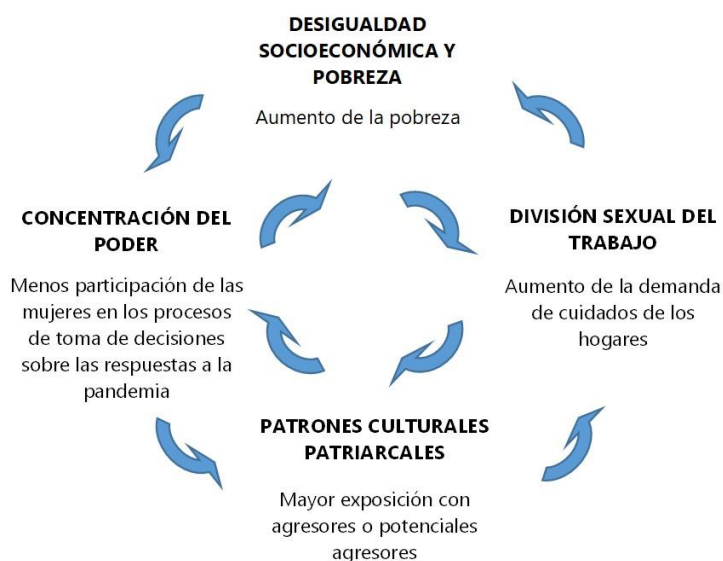 DESIGUALDAD
SOCIOECONÓMICA Y
POBREZA
Aumento de la pobreza
CONCENTRACIÓN DEL
PODER
Menos participación de las
mujeres en los procesos
de toma de decisiones
sobre las respuestas a la
pandemia
DIVISIÓN SEXUAL DEL
TRABAJO
Aumento de la demanda
de cuidados de los
hogares
PATRONES CULTURALES
PATRIARCALES
Mayor exposición con
agresores o potenciales
agresores